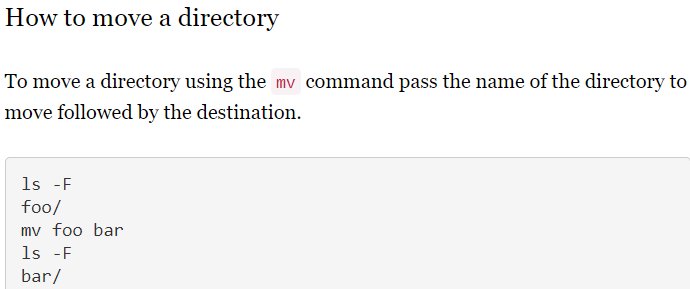 How to move a directory
To move a directory using the mv command pass the name of the directory to
move followed by the destination.
ls -F
foo/
mv foo bar
ls -F
bar/